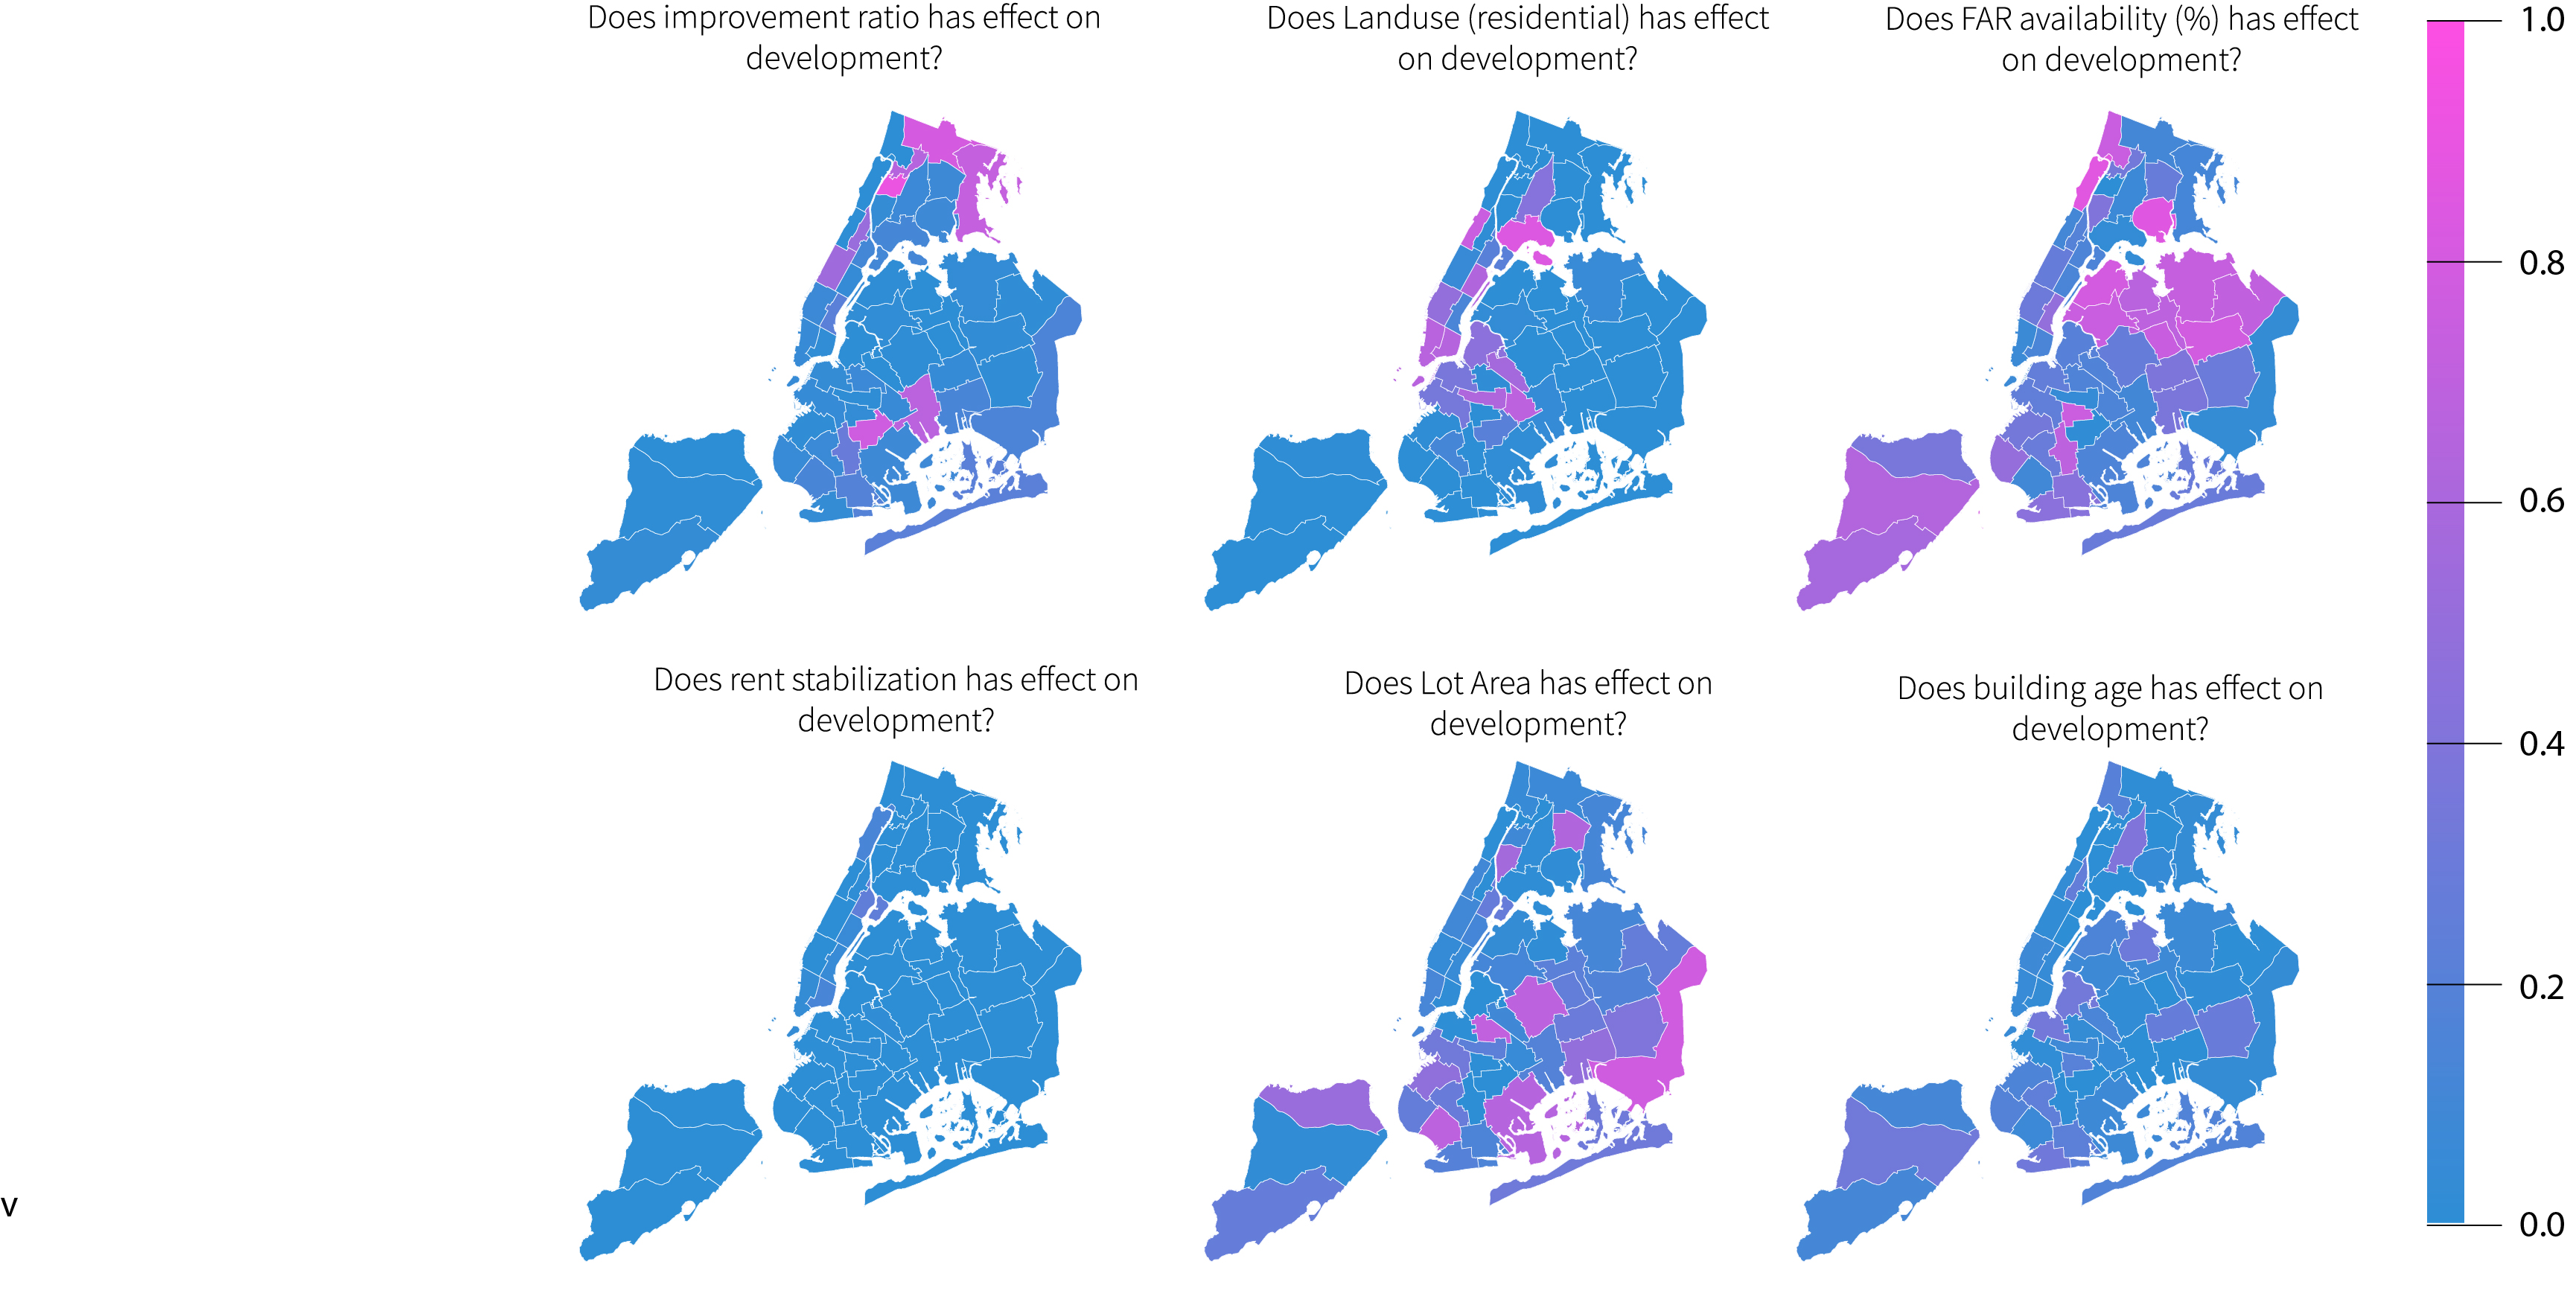 Does improvement ratio has effect on
development?
Does Landuse (residential) has effect
on development?
Does FAR availability (%) has effect
on development?
1.0
0.8
0.6
0.4
0.2
0.0
Does rent stabilization has effect on
development?
Does Lot Area has effect on
development?
Does building age has effect on
development?
v